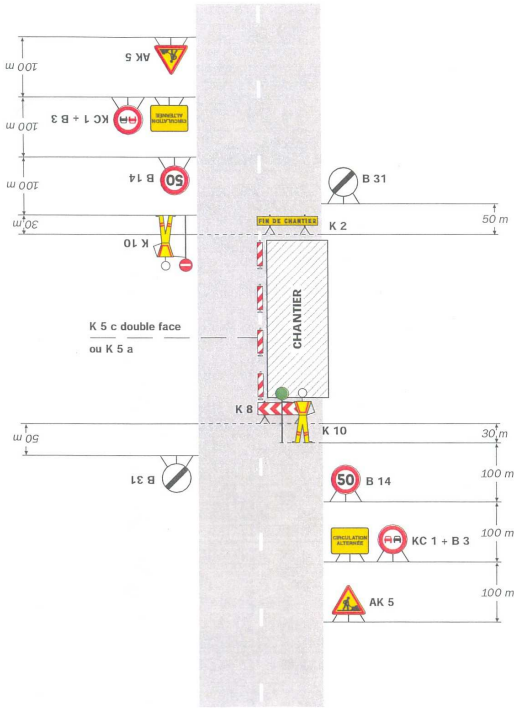 AK 5
100 m
KC 1 + B 3
CIRCULATION
ALTERNÉE
100 m
B 14
50
100 m
B 31
K 10
30 m
FIN DE CHANTIER
K 2
50 m
CHANTIER
K 5 c double face
ou K 5 a
K 8
K 10
30 m
50 m
B 31
50
B 14
100 m
CIRCULATION
ALTERNÉE
KC 1 + B 3
100 m
AK 5
100 m